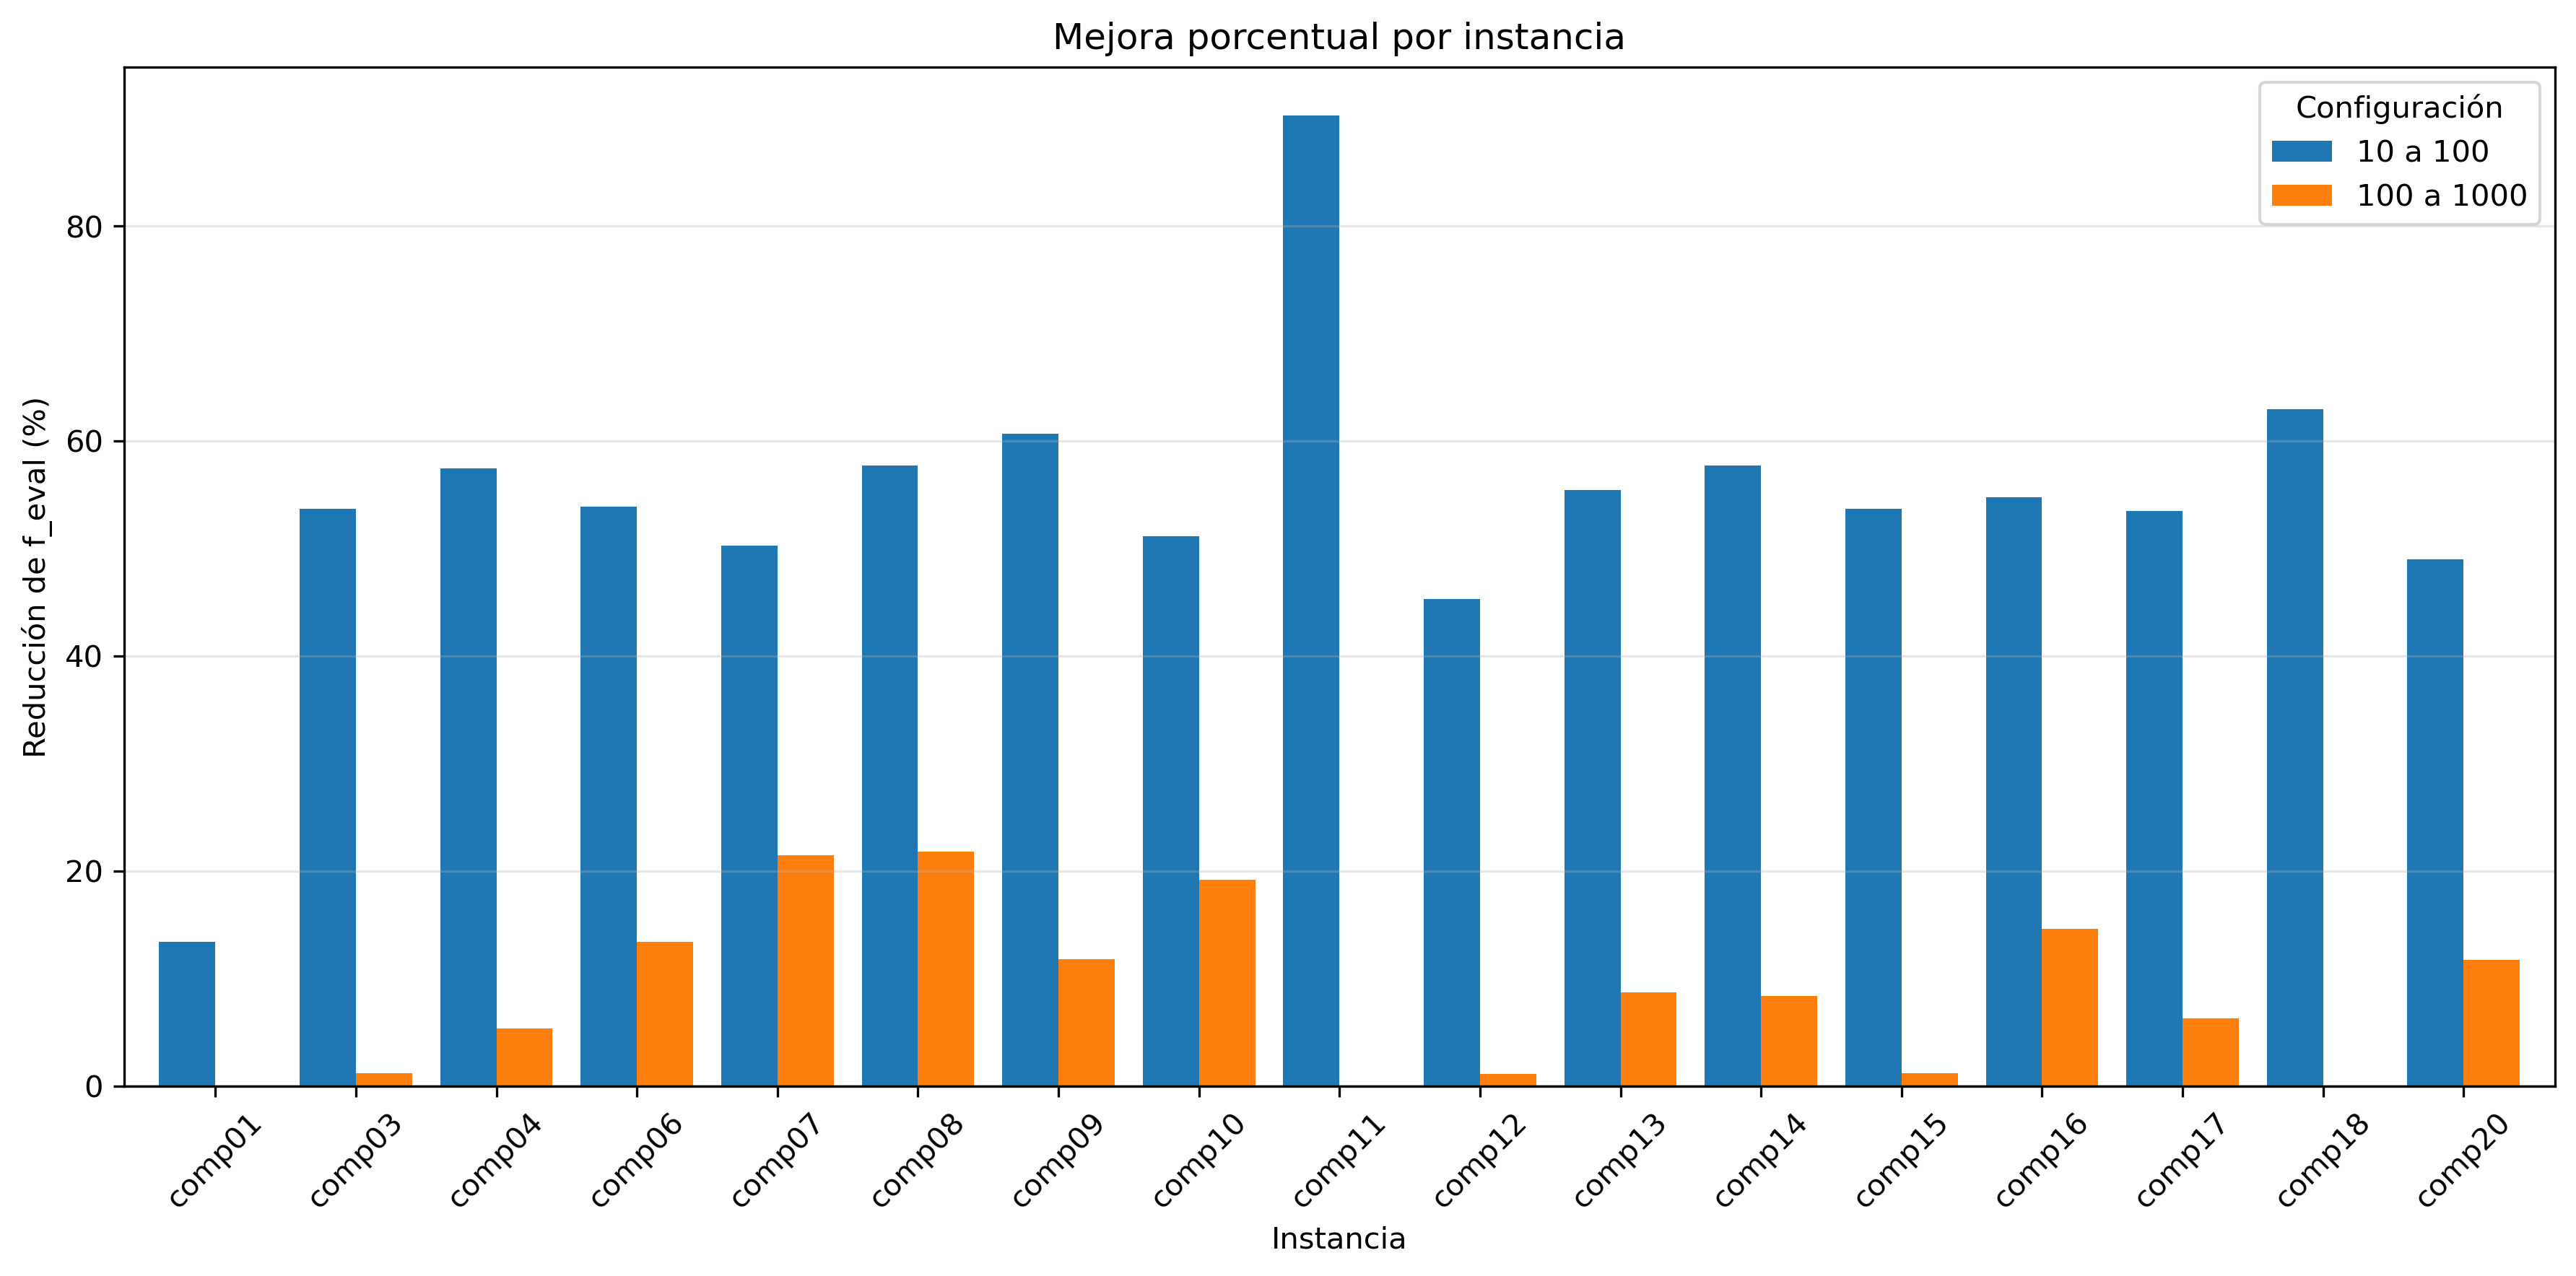 Mejora porcentual por instancia
Configuración
10 a 100
100 a 1000
Reducción de f_eval (%)
80
60
40
20
0
comp01
comp03
comp04
comp06
comp07
comp08
comp09
comp10
comp11
comp12
comp13
comp14
comp15
comp16
comp17
comp18
comp20
Instancia